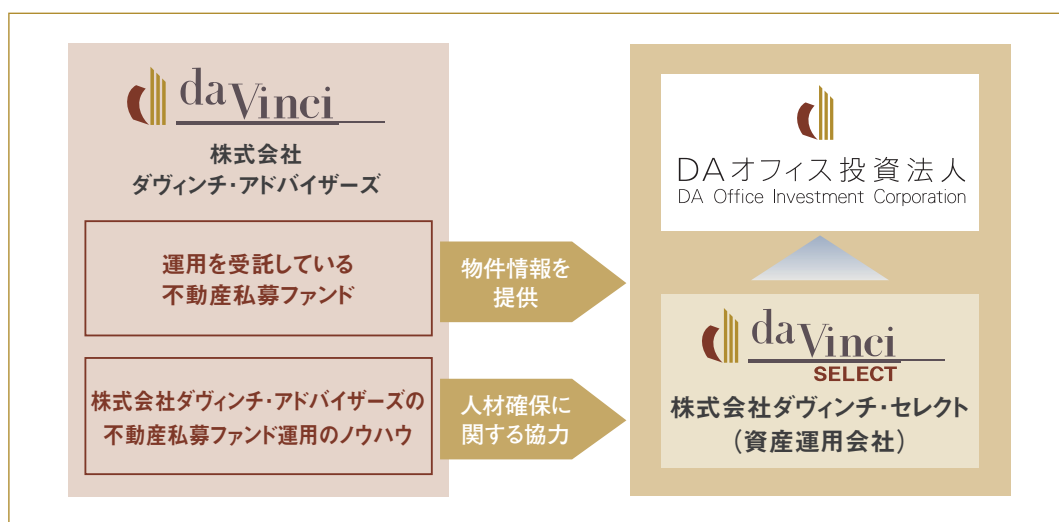 da Vinci
株式会社
ダヴィンチ・アドバイザーズ
運用を受託している
不動産私募ファンド
株式会社ダヴィンチ・アドバイザーズの
不動産私募ファンド運用のノウハウ
物件情報を
提供
人材確保に
関する協力
DAオフィス投資法人
DA Office Investment Corporation
da Vinci
SELECT
株式会社ダヴィンチ・セレクト
(資産運用会社)